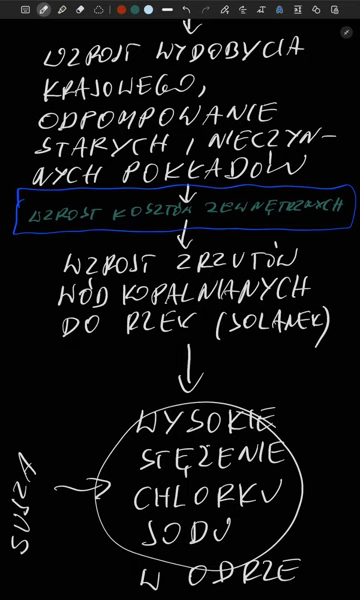 WZROST WYDOBYCIA
KRAJOWEGO,
ODPOMPOWANIE
STARYCH, NIECZYN-
NYCH POKŁADÓW
WZROST KOSZTÓW ZEWNĘTRZNYCH
WZROST ZRZUTÓW
WÓD KOPALNIANYCH
DO RZEK (SOLANEK)
WYSOKIE
STĘŻENIE
CHLORKU
SODU
W ODRZE
SUSZA